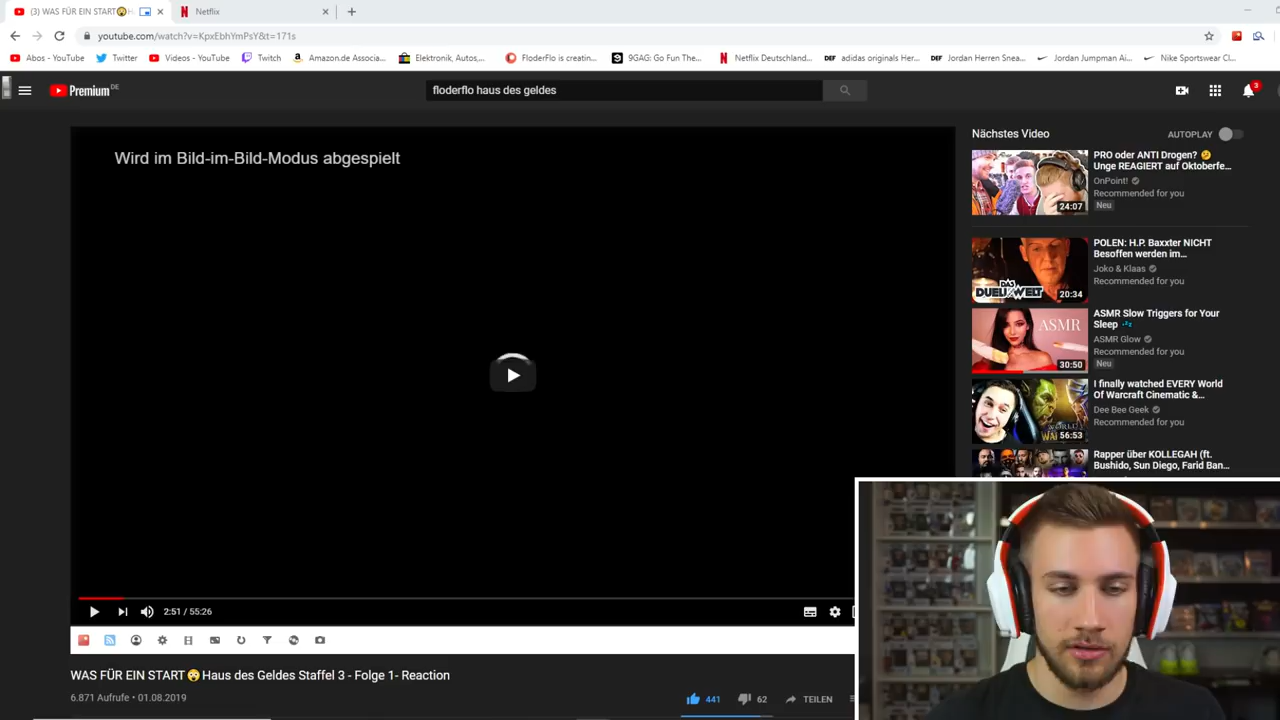 (3) WAS FÜR EIN START😲H
Netflix
youtube.com/watch?v=KpxEbhYmPsY&t=171s
Abos - YouTube
Twitter
Videos - YouTube
Twitch
Amazon.de Associa...
Elektronik, Autos,...
FloderFlo is creatin...
9GAG: Go Fun The...
Netflix Deutschland...
adidas originals Her...
Jordan Herren Snea...
Jordan Jumpman Ai...
Nike Sportswear Cl...
Premium DE
floderflo haus des geldes
3
Wird im Bild-im-Bild-Modus abgespielt
2:51 / 55:26
WAS FÜR EIN START😲Haus des Geldes Staffel 3 - Folge 1- Reaction
6.871 Aufrufe • 01.08.2019
441
62
TEILEN
Nächstes Video
AUTOPLAY
PRO oder ANTI Drogen? 🤔
Unge REAGIERT auf Oktoberfe...
OnPoint!
Recommended for you
Neu
24:07
POLEN: H.P. Baxxter NICHT
Besoffen werden im...
Joko & Klaas
Recommended for you
DAS
DUELL UM DIE WELT
20:34
ASMR Slow Triggers for Your
Sleep 💤
ASMR Glow
Recommended for you
Neu
ASMR
30:50
I finally watched EVERY World
Of Warcraft Cinematic &...
Dee Bee Geek
Recommended for you
56:53
Rapper über KOLLEGAH (ft.
Bushido, Sun Diego, Farid Ban...